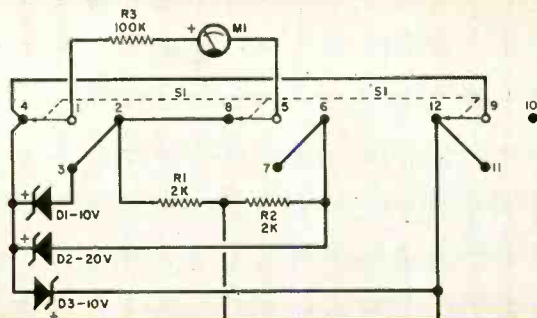 R3
100K
+
M1
S1
S1
4
1
2
8
5
6
12
9
10
3
7
11
R1
2K
R2
2K
+
D1-10V
+
D2-20V
D3-10V
+